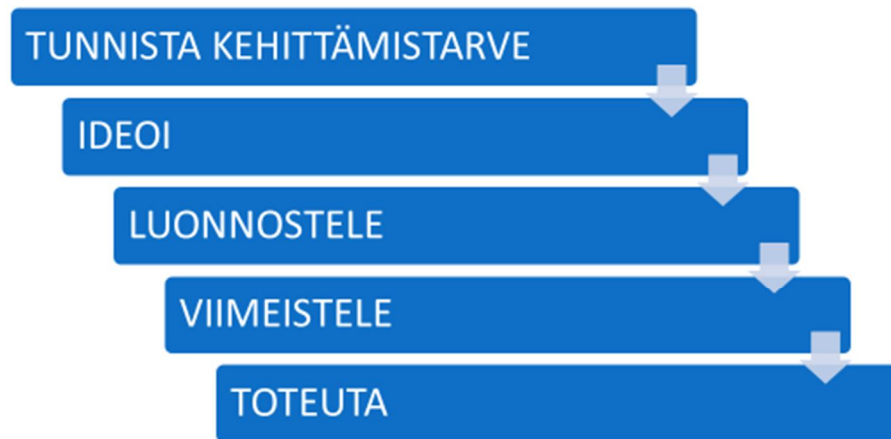 TUNNISTA KEHITTÄMISTARVE
IDEOI
LUONNOSTELE
VIIMEISTELE
TOTEUTA